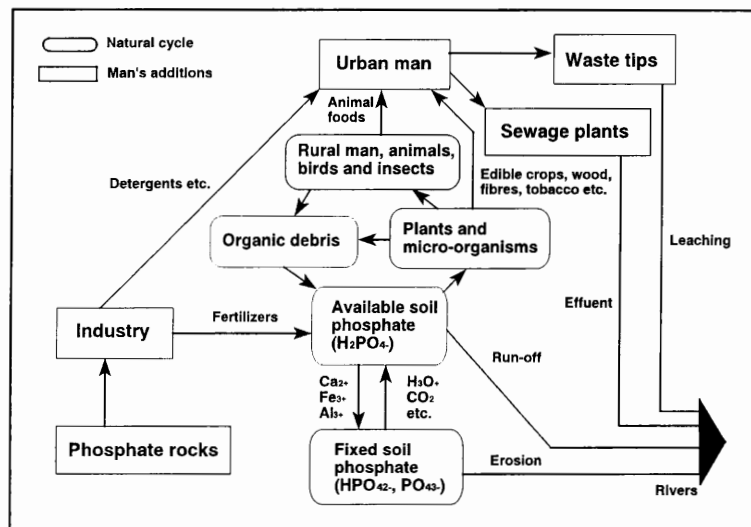 Natural cycle
Man's additions
Urban man
Waste tips
Animal
foods
Sewage plants
Rural man, animals,
birds and insects
Edible crops, wood,
fibres, tobacco etc.
Detergents etc.
Organic debris
Plants and
micro-organisms
Leaching
Industry
Fertilizers
Available soil
phosphate
(H₂PO₄-)
Effuent
Run-off
Ca₂₊
Fe₃₊
Al₃₊
H₃O₊
CO₂
etc.
Phosphate rocks
Fixed soil
phosphate
(HPO₄₂₋, PO₄₃₋)
Erosion
Rivers